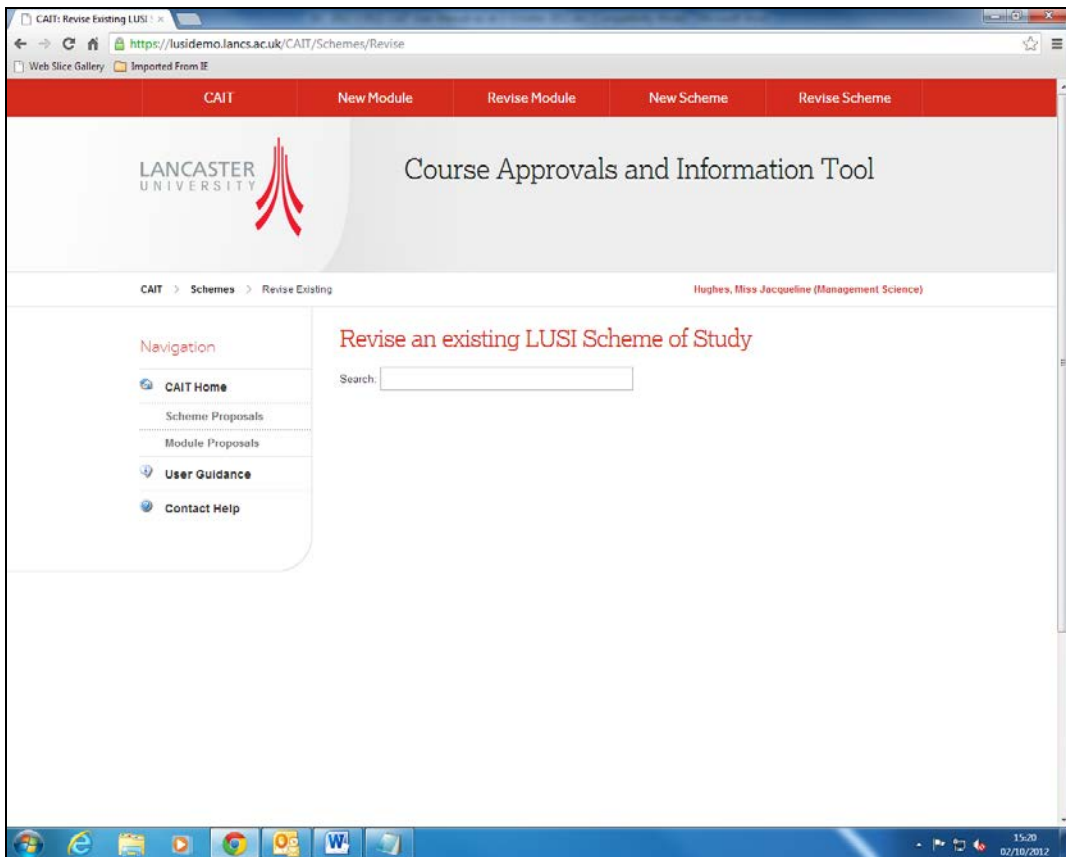 CAIT: Revise Existing LUSI
https://lusidemo.lancs.ac.uk/CAIT/Schemes/Revise
Web Slice Gallery Imported From IE
CAIT New Module Revise Module New Scheme Revise Scheme
LANCASTER
UNIVERSITY
Course Approvals and Information Tool
CAIT > Schemes > Revise Existing
Hughes, Miss Jacqueline (Management Science)
Navigation
CAIT Home
Scheme Proposals
Module Proposals
User Guidance
Contact Help
Revise an existing LUSI Scheme of Study
Search:
15:20
02/10/2012